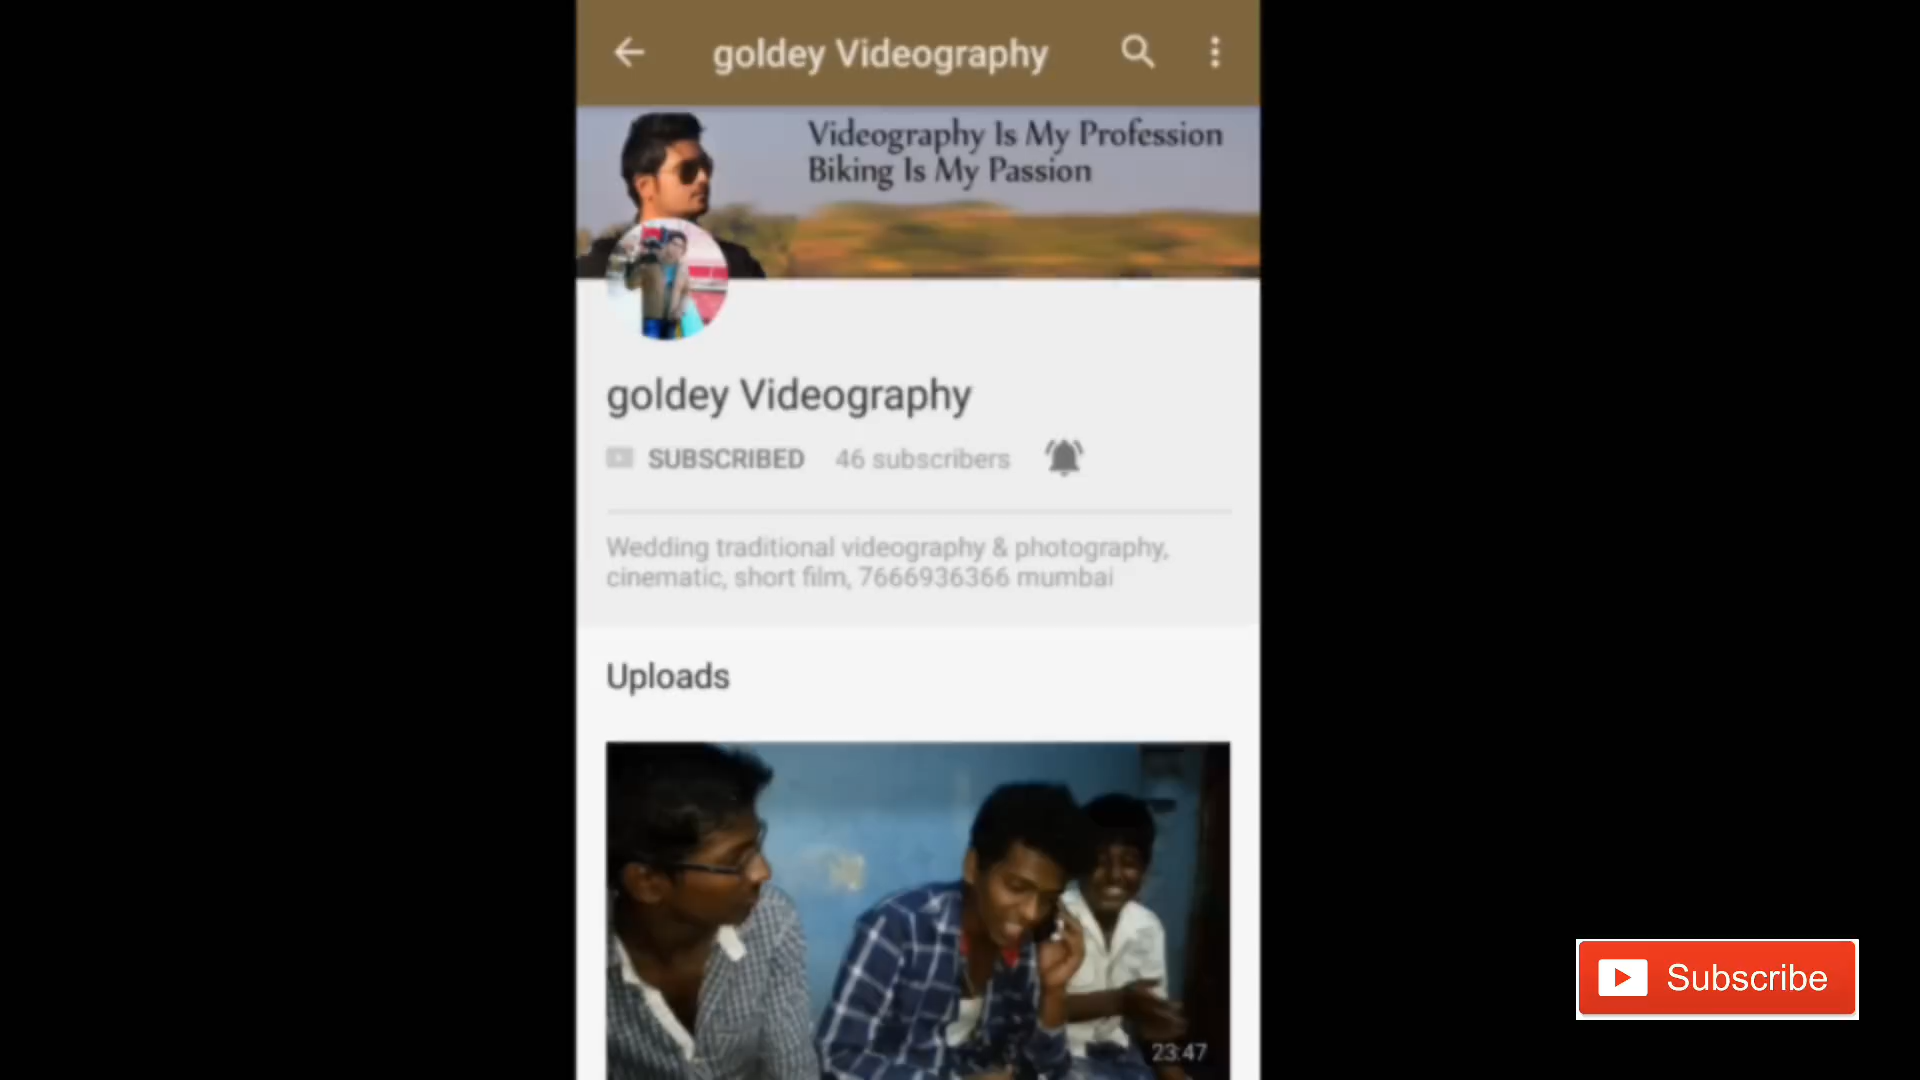 goldey Videography
Videography Is My Profession
Biking Is My Passion
goldey Videography
SUBSCRIBED 46 subscribers
Wedding traditional videography & photography,
cinematic, short film, 7666936366 mumbai
Uploads
23:47
Subscribe